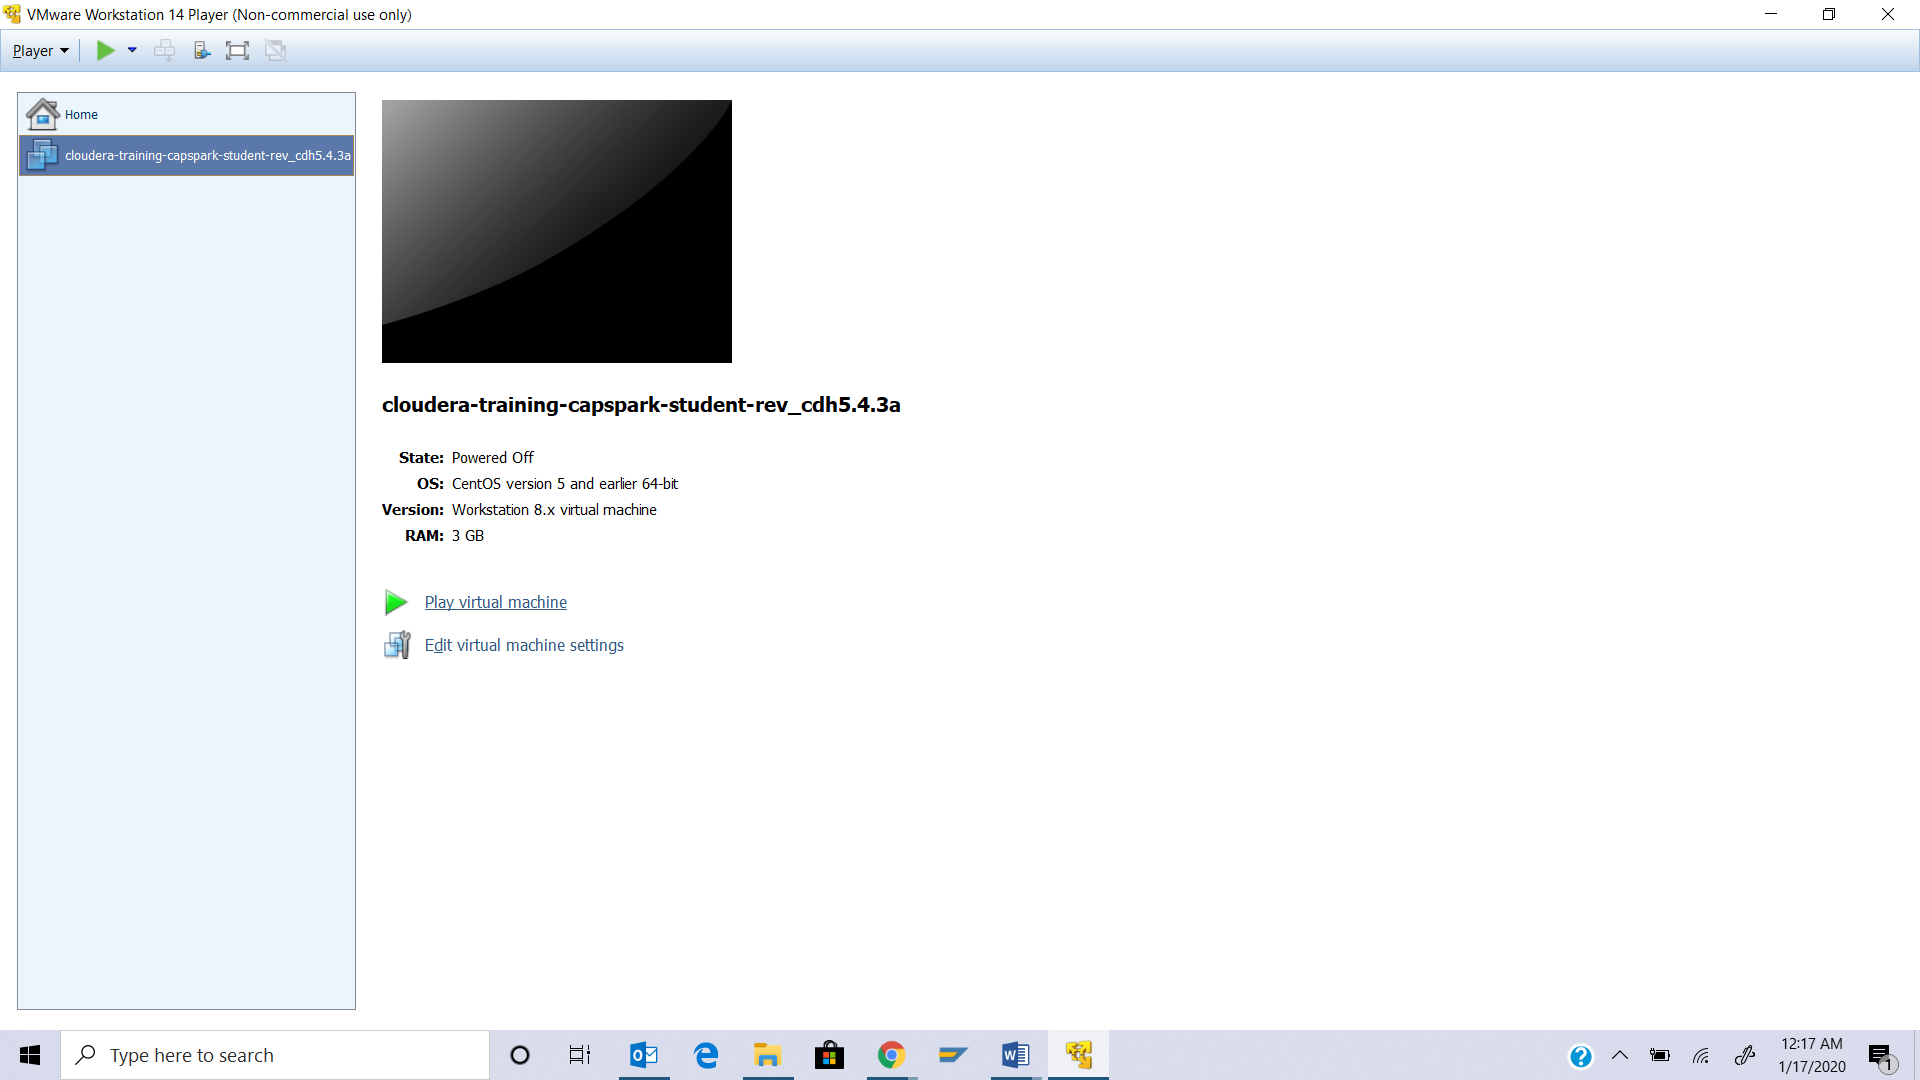 VMware Workstation 14 Player (Non-commercial use only)
Player
Home
cloudera-training-capspark-student-rev_cdh5.4.3a
cloudera-training-capspark-student-rev_cdh5.4.3a
State: Powered Off
OS: CentOS version 5 and earlier 64-bit
Version: Workstation 8.x virtual machine
RAM: 3 GB
Play virtual machine
Edit virtual machine settings
Type here to search
12:17 AM
1/17/2020
1